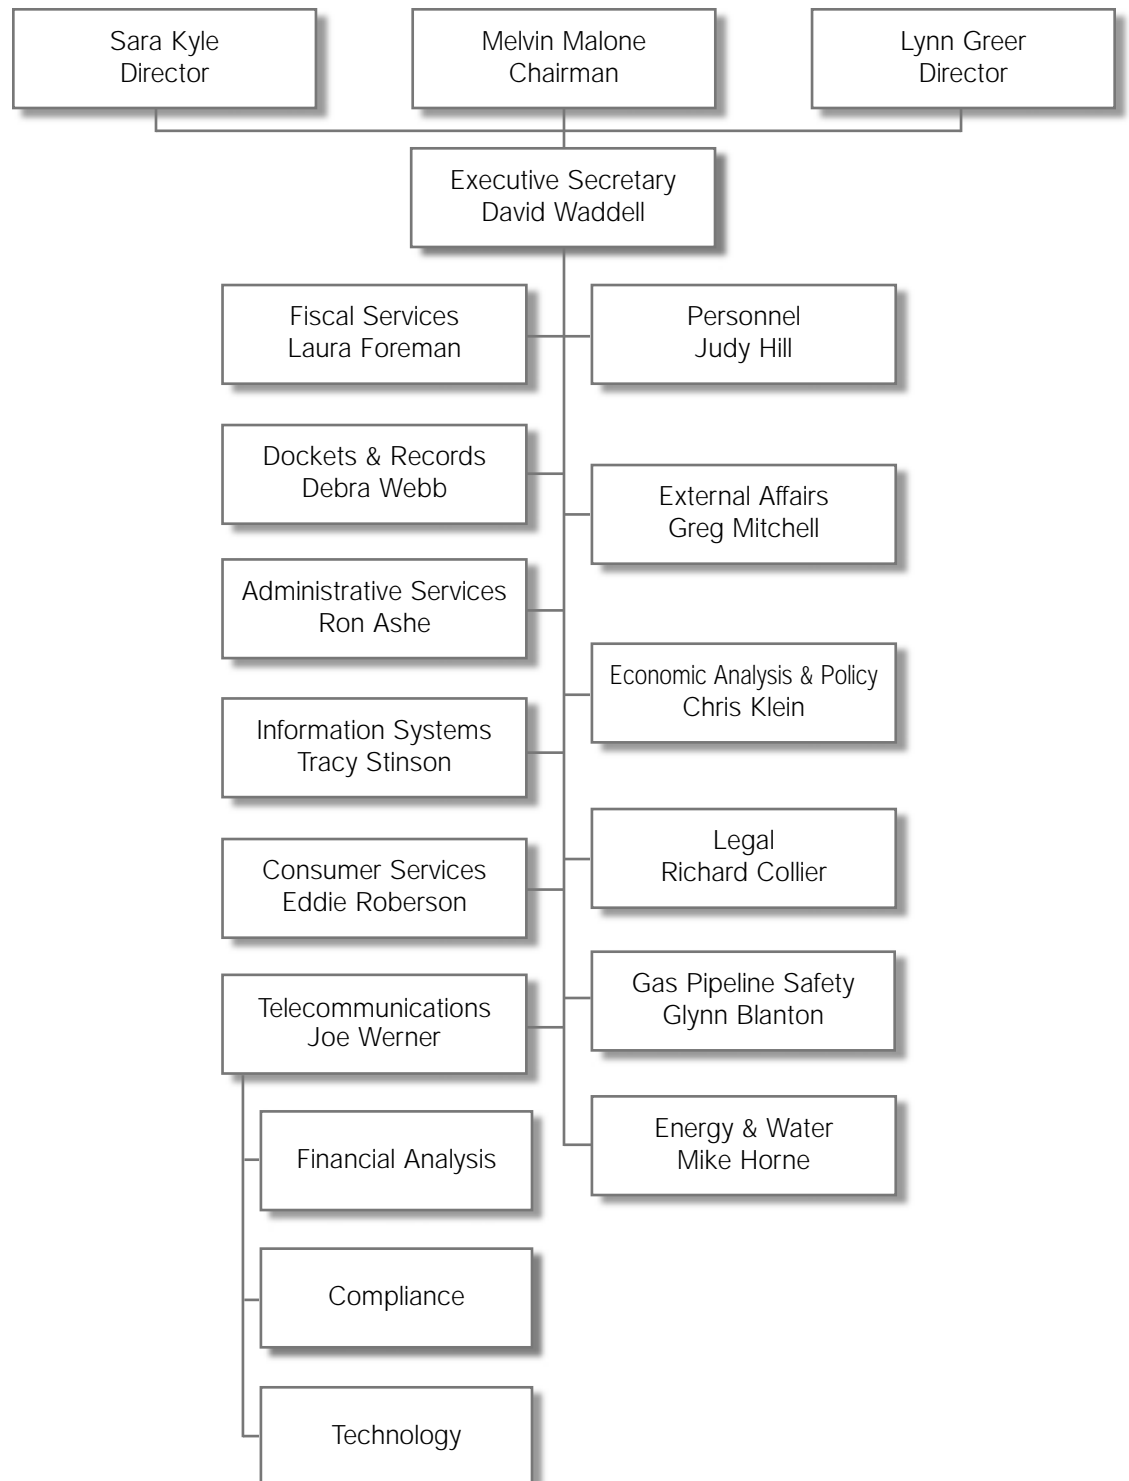 Sara Kyle
Director
Melvin Malone
Chairman
Lynn Greer
Director
Executive Secretary
David Waddell
Fiscal Services
Laura Foreman
Personnel
Judy Hill
Dockets & Records
Debra Webb
External Affairs
Greg Mitchell
Administrative Services
Ron Ashe
Economic Analysis & Policy
Chris Klein
Information Systems
Tracy Stinson
Legal
Richard Collier
Consumer Services
Eddie Roberson
Gas Pipeline Safety
Glynn Blanton
Telecommunications
Joe Werner
Energy & Water
Mike Horne
Financial Analysis
Compliance
Technology